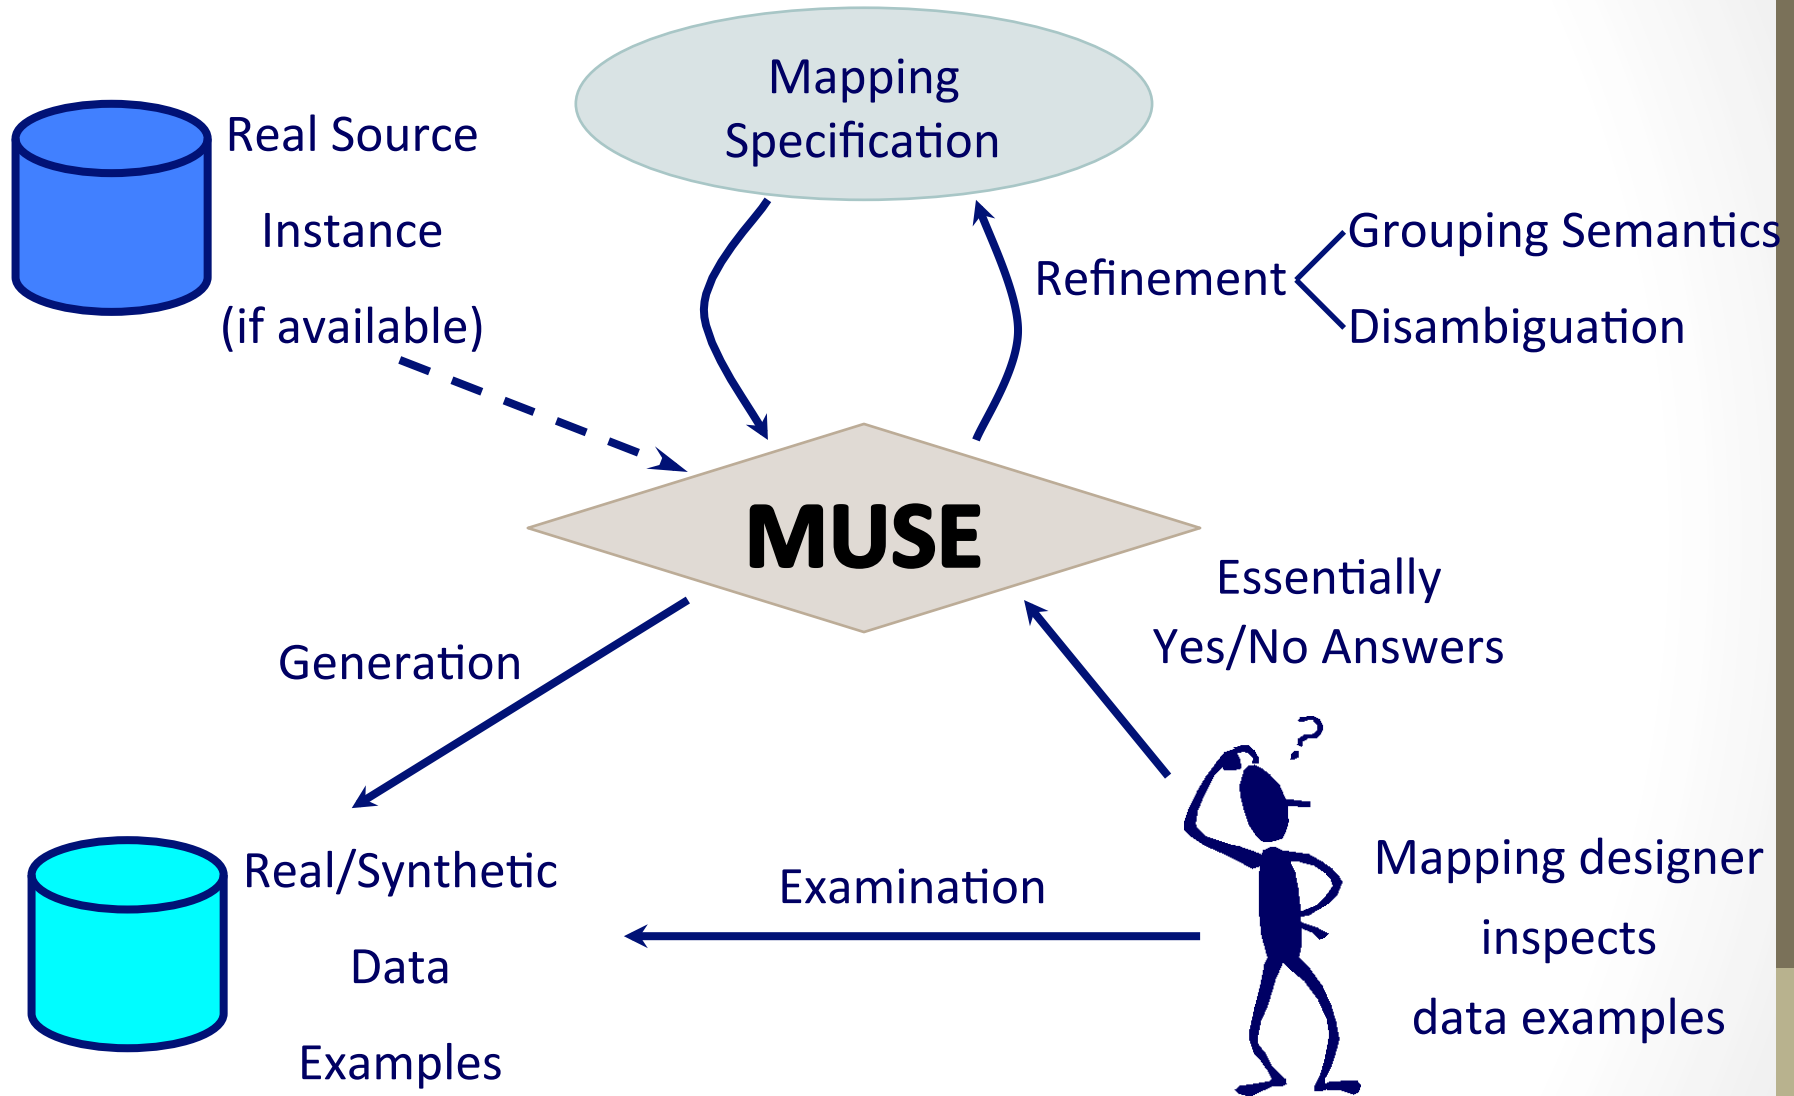 Mapping
Specification
Real Source
Instance
(if available)
Grouping Semantics
Refinement
Disambiguation
MUSE
Essentially
Yes/No Answers
Generation
?
Real/Synthetic
Data
Examples
Examination
Mapping designer
inspects
data examples